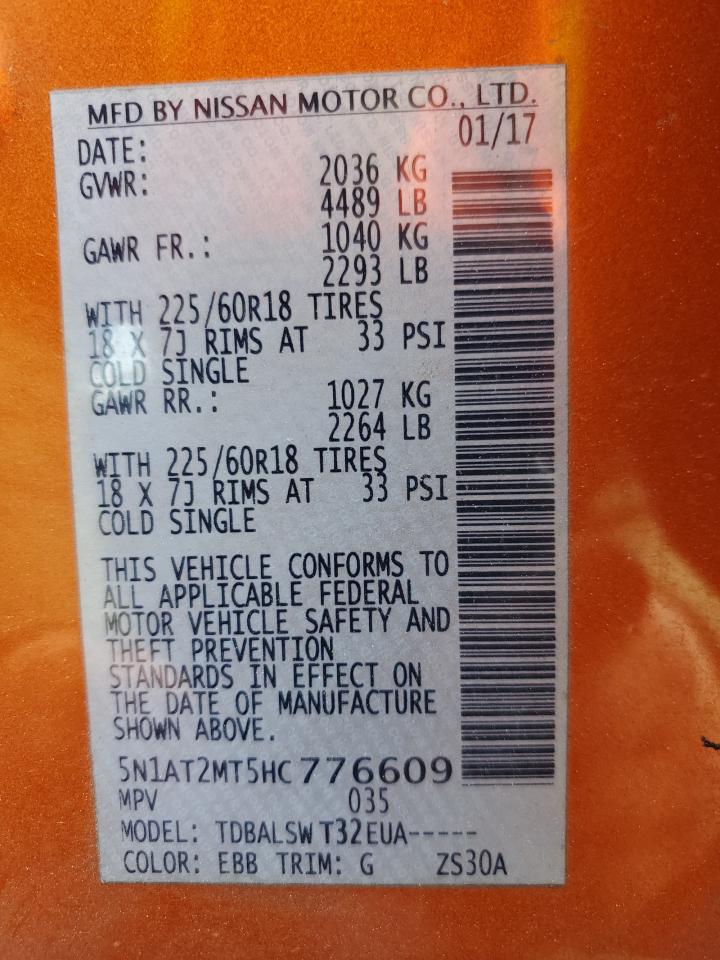 MFD BY NISSAN MOTOR CO., LTD.
DATE: 01/17
GVWR: 2036 KG
4489 LB
GAWR FR.: 1040 KG
2293 LB
WITH 225/60R18 TIRES
18 X 7J RIMS AT 33 PSI
COLD SINGLE
GAWR RR.: 1027 KG
2264 LB
WITH 225/60R18 TIRES
18 X 7J RIMS AT 33 PSI
COLD SINGLE
THIS VEHICLE CONFORMS TO
ALL APPLICABLE FEDERAL
MOTOR VEHICLE SAFETY AND
THEFT PREVENTION
STANDARDS IN EFFECT ON
THE DATE OF MANUFACTURE
SHOWN ABOVE.
5N1AT2MT5HC776609
MPV 035
MODEL: TDBALSW T32EUA-----
COLOR: EBB TRIM: G ZS30A